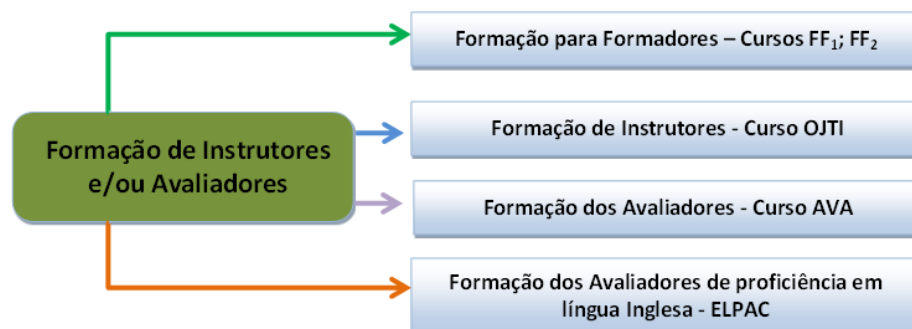 Formação para Formadores – Cursos FF₁; FF₂
Formação de Instrutores - Curso OJTI
Formação de Instrutores
e/ou Avaliadores
Formação dos Avaliadores - Curso AVA
Formação dos Avaliadores de proficiência em
língua Inglesa - ELPAC